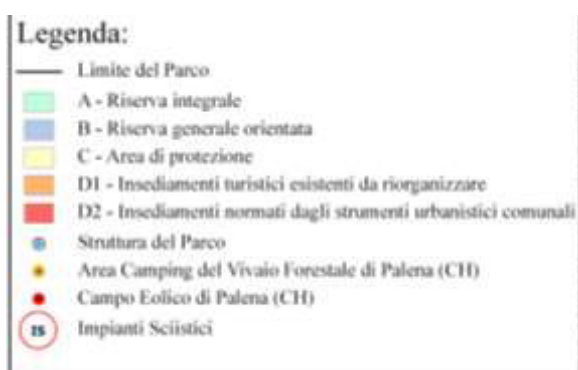 Legenda:
Limite del Parco
A - Riserva integrale
B - Riserva generale orientata
C - Area di protezione
D1 - Insediamenti turistici esistenti da riorganizzare
D2 - Insediamenti normati dagli strumenti urbanistici comunali
Struttura del Parco
Area Camping del Vivaio Forestale di Palena (CH)
Campo Eolico di Palena (CH)
IS Impianti Sciistici